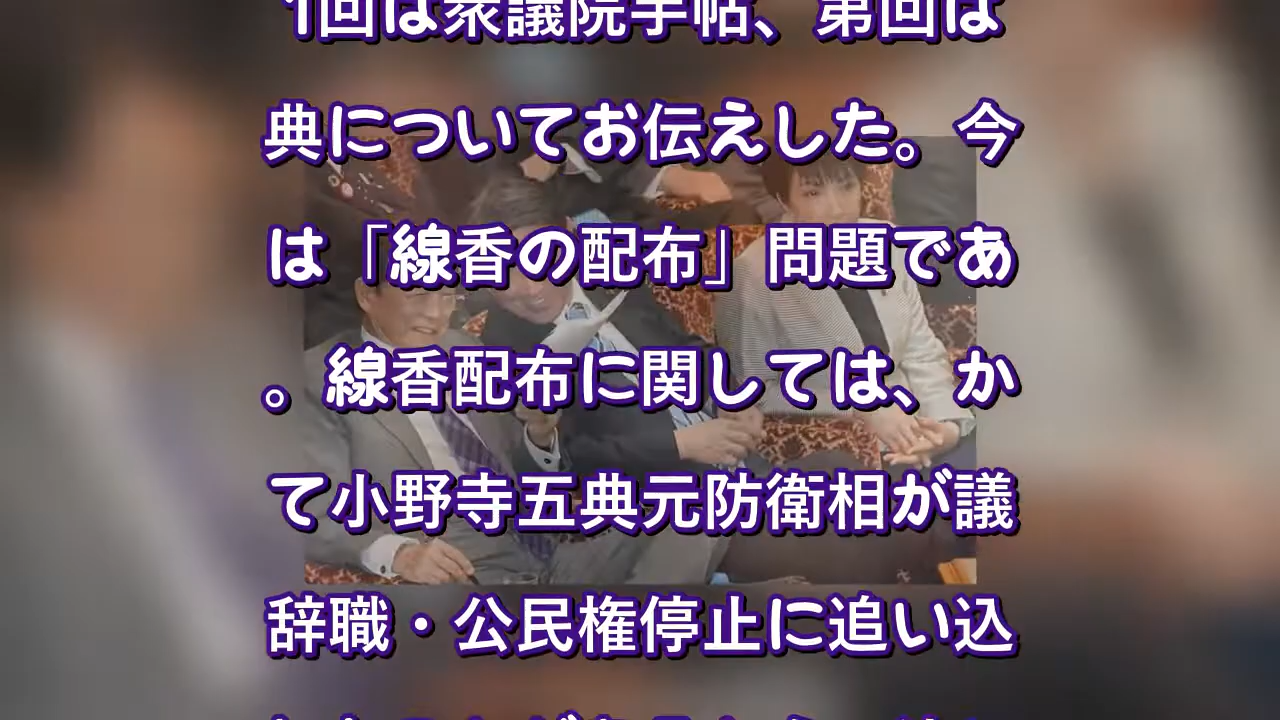 1回は衆議院手帖、第回は
典についてお伝えした。今
は「線香の配布」問題であ
。線香配布に関しては、か
て小野寺五典元防衛相が議
辞職・公民権停止に追い込